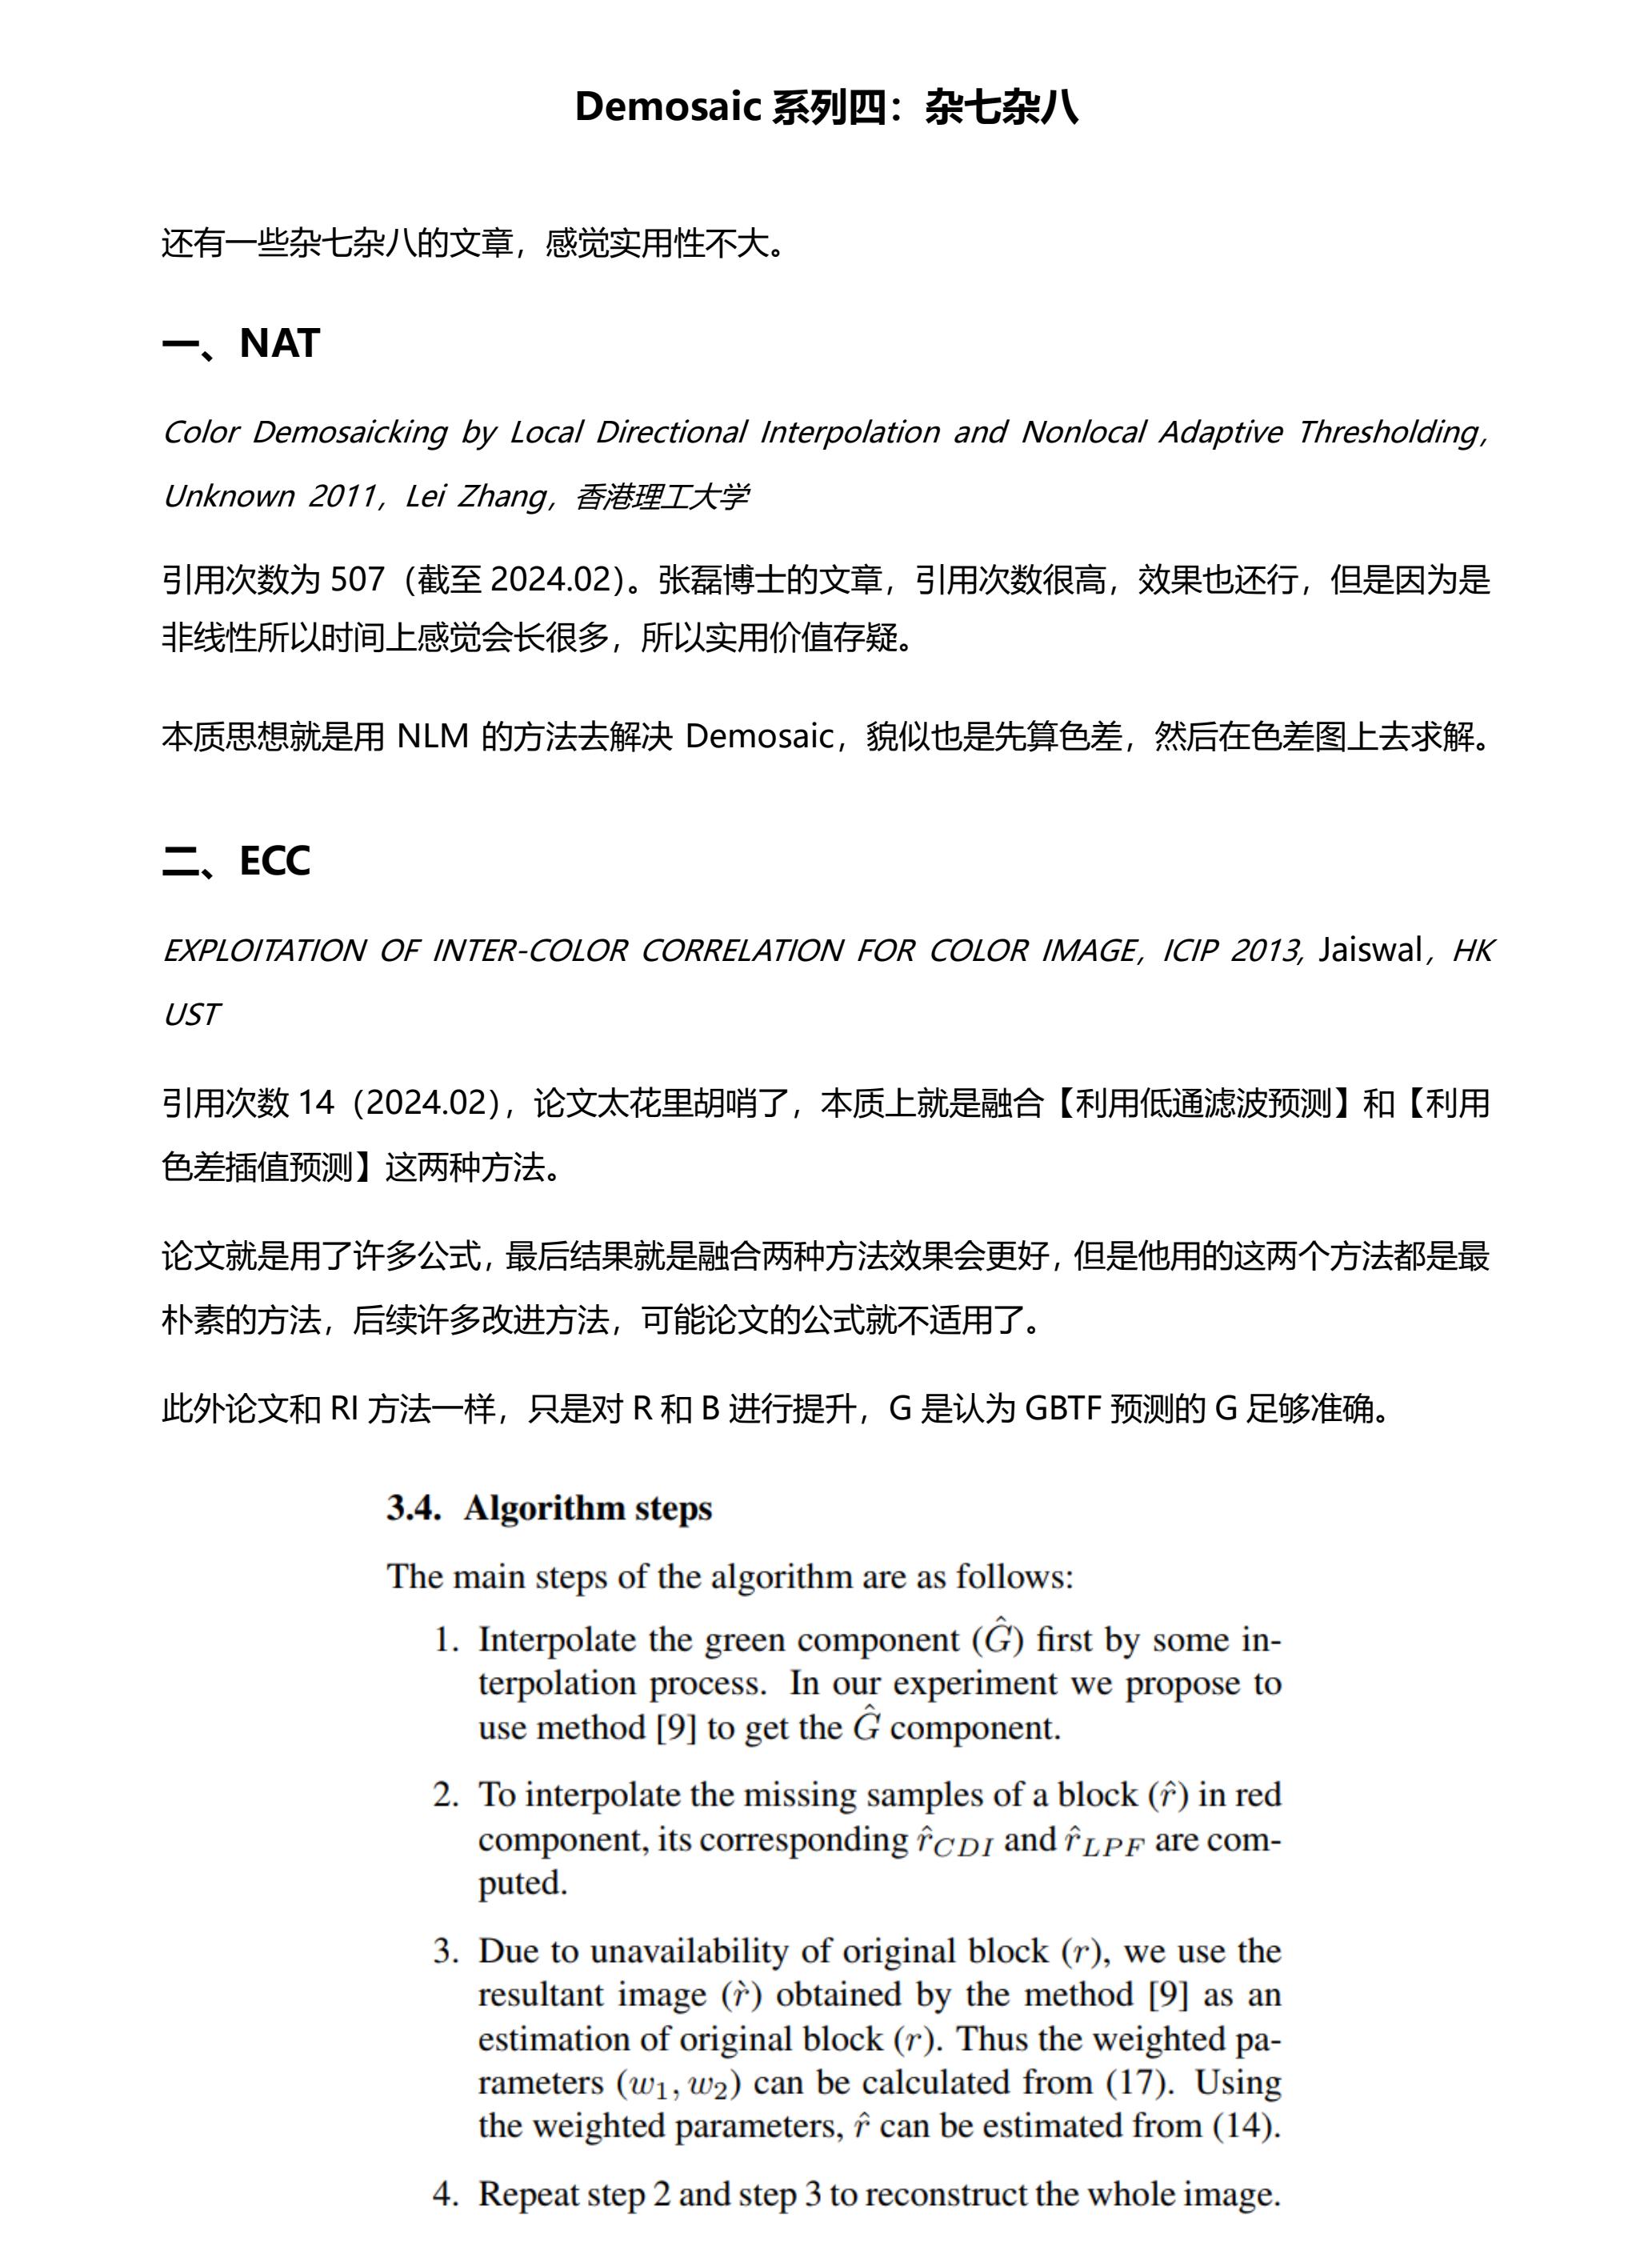 Demosaic 系列四：杂七杂八
还有一些杂七杂八的文章，感觉实用性不大。
一、NAT
Color Demosaicking by Local Directional Interpolation and Nonlocal Adaptive Thresholding，
Unknown 2011，Lei Zhang，香港理工大学
引用次数为 507（截至 2024.02）。张磊博士的文章，引用次数很高，效果也还行，但是因为是
非线性所以时间上感觉会长很多，所以实用价值存疑。
本质思想就是用 NLM 的方法去解决 Demosaic，貌似也是先算色差，然后在色差图上去求解。
二、ECC
EXPLOITATION OF INTER-COLOR CORRELATION FOR COLOR IMAGE，ICIP 2013, Jaiswal，HK
UST
引用次数 14（2024.02），论文太花里胡哨了，本质上就是融合【利用低通滤波预测】和【利用
色差插值预测】这两种方法。
论文就是用了许多公式，最后结果就是融合两种方法效果会更好，但是他用的这两个方法都是最
朴素的方法，后续许多改进方法，可能论文的公式就不适用了。
此外论文和 RI 方法一样，只是对 R 和 B 进行提升，G 是认为 GBTF 预测的 G 足够准确。
3.4. Algorithm steps
The main steps of the algorithm are as follows:
1. Interpolate the green component (Ĝ) first by some in-
terpolation process. In our experiment we propose to
use method [9] to get the Ĝ component.
2. To interpolate the missing samples of a block (r̂) in red
component, its corresponding r̂_CDI and r̂_LPF are com-
puted.
3. Due to unavailability of original block (r), we use the
resultant image (r̀) obtained by the method [9] as an
estimation of original block (r). Thus the weighted pa-
rameters (w₁, w₂) can be calculated from (17). Using
the weighted parameters, r̂ can be estimated from (14).
4. Repeat step 2 and step 3 to reconstruct the whole image.